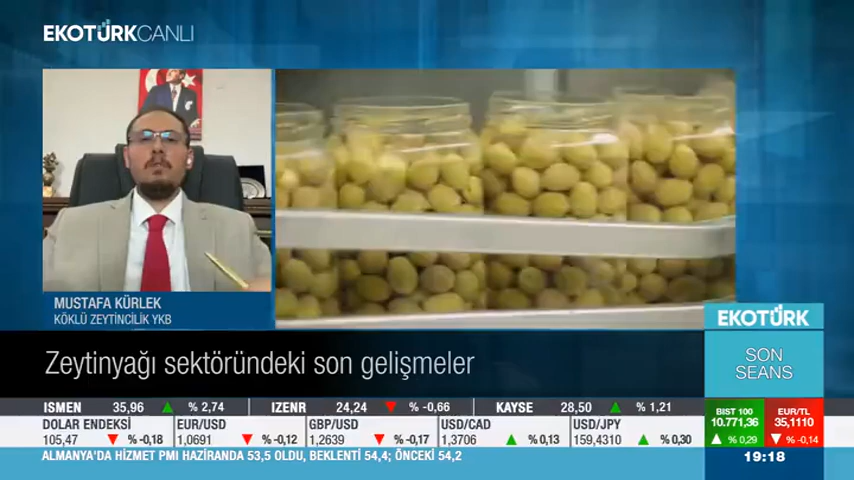 EKOTÜRK CANLI
MUSTAFA KÜRLEK
KÖKLÜ ZEYTİNCİLİK YKB
EKOTÜRK
Zeytinyağı sektöründeki son gelişmeler
SON
SEANS
ISMEN 35,96 % 2,74 IZENR 24,24 % -0,66 KAYSE 28,50 % 1,21
DOLAR ENDEKSİ EUR/USD GBP/USD USD/CAD USD/JPY
105,47 % -0,18 1,0691 % -0,12 1,2639 % -0,17 1,3706 % 0,13 159,4310 % 0,30
BIST 100 EUR/TL
10.771,36 35,1110
% 0,29 % -0,14
ALMANYA'DA HİZMET PMI HAZİRANDA 53,5 OLDU, BEKLENTİ 54,4; ÖNCEKİ 54,2
19:18